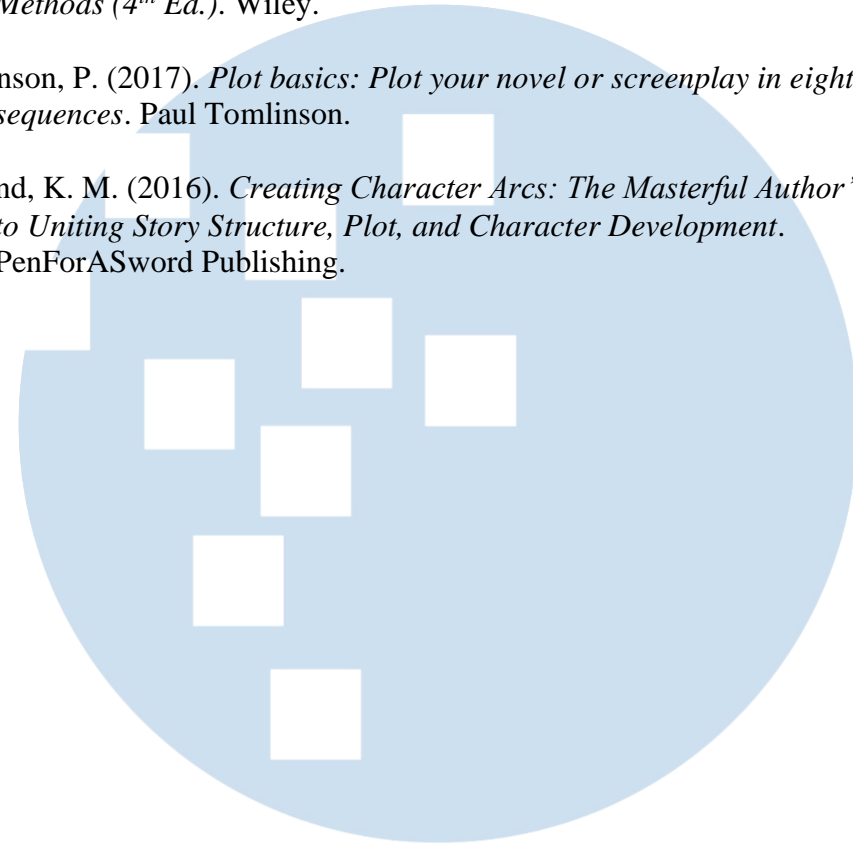 Methods (4th Ed.). Wiley.
nson, P. (2017). Plot basics: Plot your novel or screenplay in eight
sequences. Paul Tomlinson.
nd, K. M. (2016). Creating Character Arcs: The Masterful Author'
to Uniting Story Structure, Plot, and Character Development.
PenForASword Publishing.